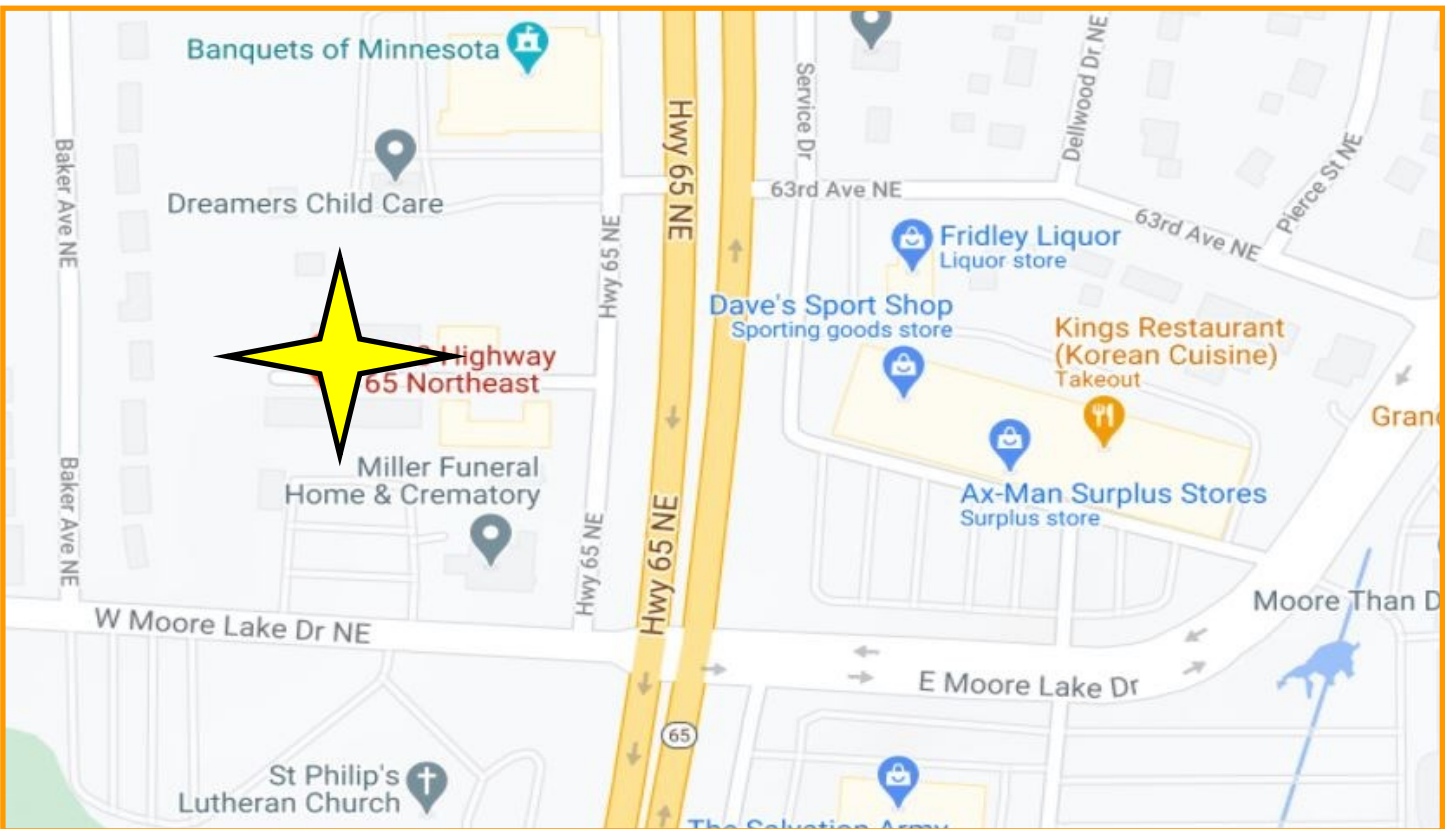 Banquets of Minnesota
Hwy 65 NE
Service Dr
Dellwood Dr NE
Baker Ave NE
Dreamers Child Care
63rd Ave NE
Pierce St NE
63rd Ave NE
Hwy 65 NE
Fridley Liquor
Liquor store
Dave's Sport Shop
Sporting goods store
Kings Restaurant
(Korean Cuisine)
Takeout
Highway
65 Northeast
Baker Ave NE
Miller Funeral
Home & Crematory
Ax-Man Surplus Stores
Surplus store
Hwy 65 NE
Hwy 65 NE
Moore Than
W Moore Lake Dr NE
E Moore Lake Dr
65
St Philip's
Lutheran Church
The Salvation Army